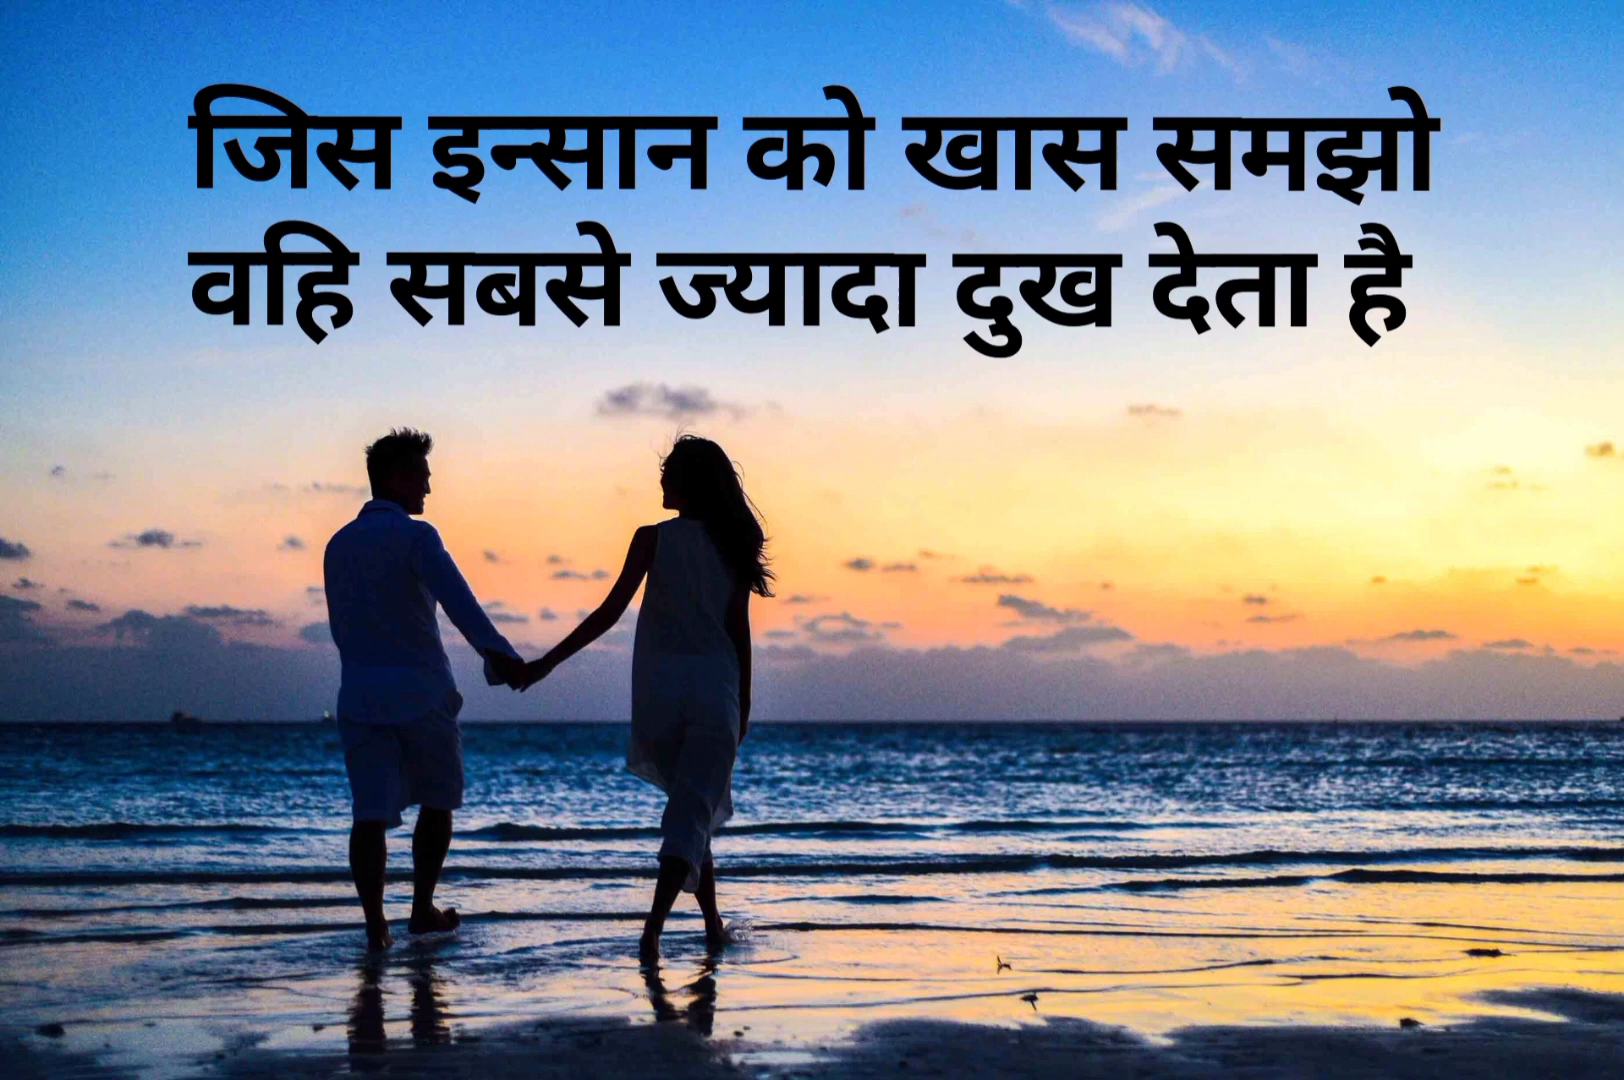 जिस इन्सान को खास समझो
वहि सबसे ज्यादा दुख देता है